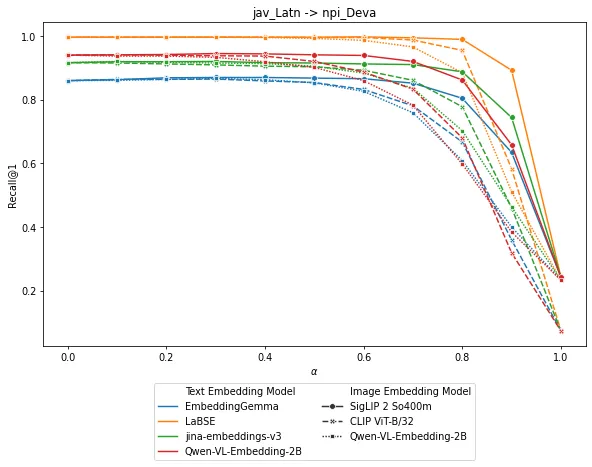 jav_Latn -> npi_Deva
Recall@1
1.0
0.8
0.6
0.4
0.2
0.0 0.2 0.4 0.6 0.8 1.0
α
Text Embedding Model
EmbeddingGemma
LaBSE
jina-embeddings-v3
Qwen-VL-Embedding-2B
Image Embedding Model
SigLIP 2 So400m
CLIP ViT-B/32
Qwen-VL-Embedding-2B